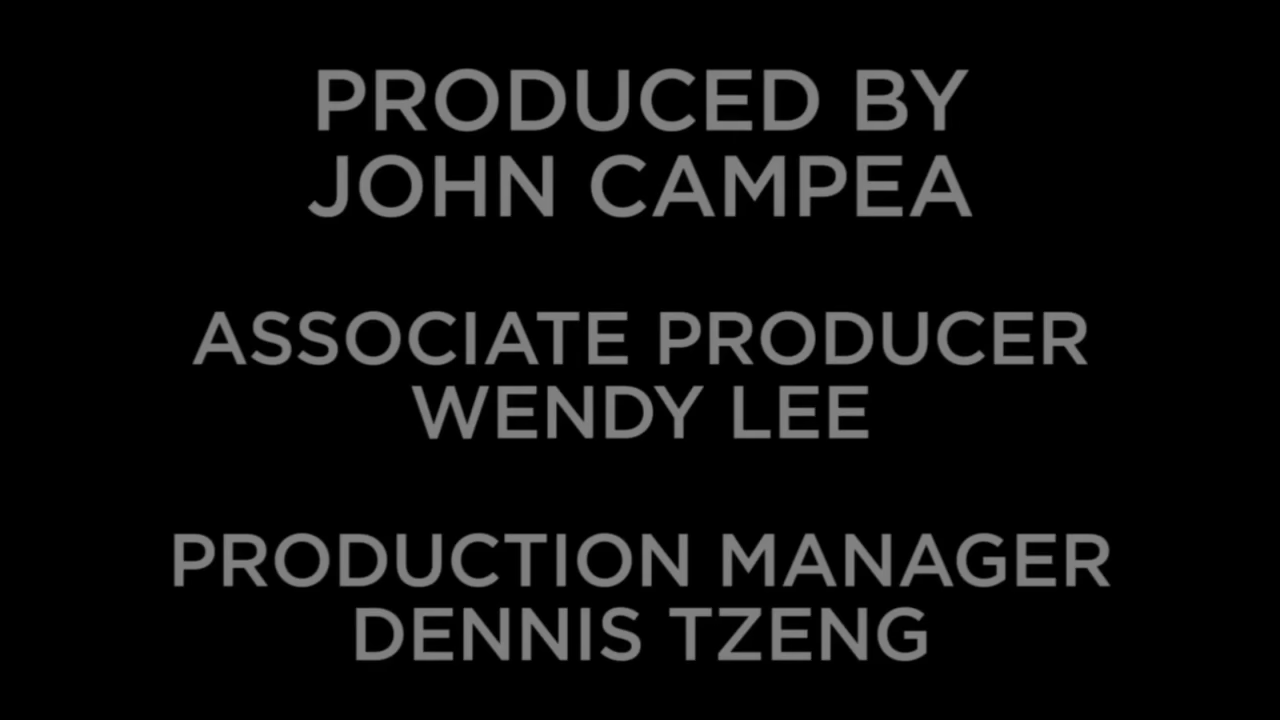 PRODUCED BY
JOHN CAMPEA
ASSOCIATE PRODUCER
WENDY LEE
PRODUCTION MANAGER
DENNIS TZENG